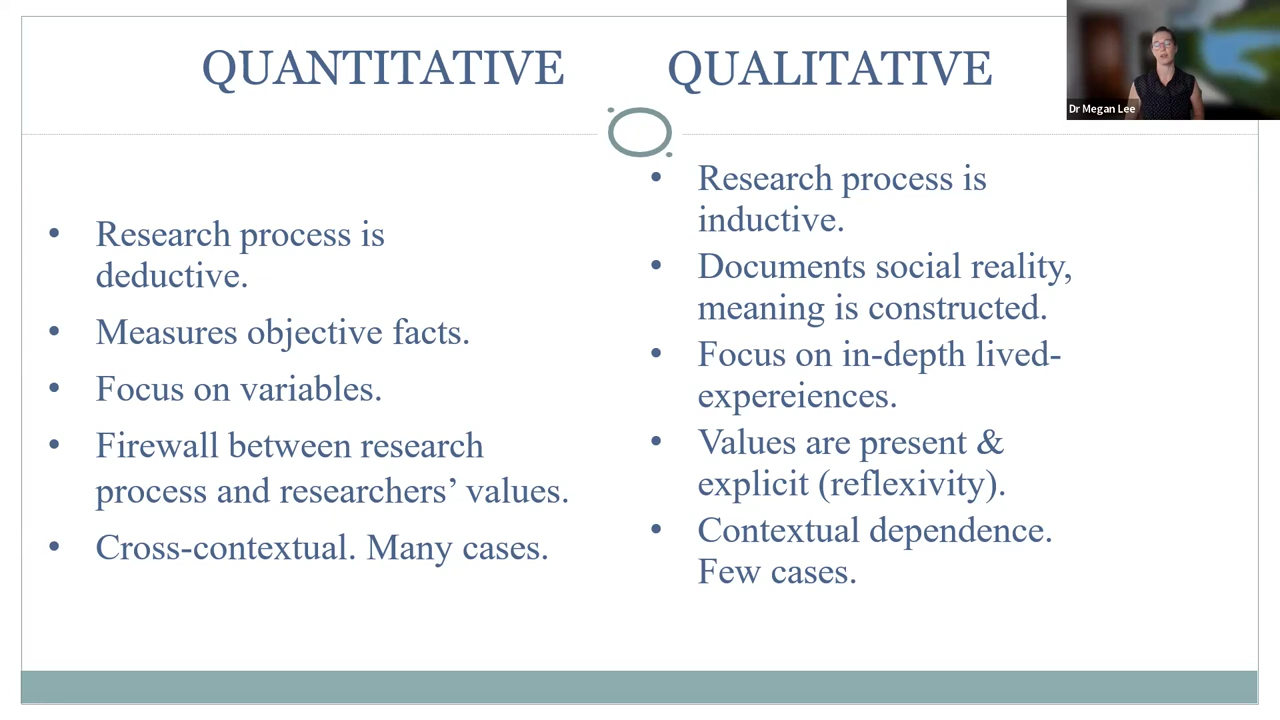 QUANTITATIVE
QUALITATIVE
Dr Megan Lee
• Research process is
deductive.
• Measures objective facts.
• Focus on variables.
• Firewall between research
process and researchers’ values.
• Cross-contextual. Many cases.
• Research process is
inductive.
• Documents social reality,
meaning is constructed.
• Focus on in-depth lived-
expereiences.
• Values are present &
explicit (reflexivity).
• Contextual dependence.
Few cases.